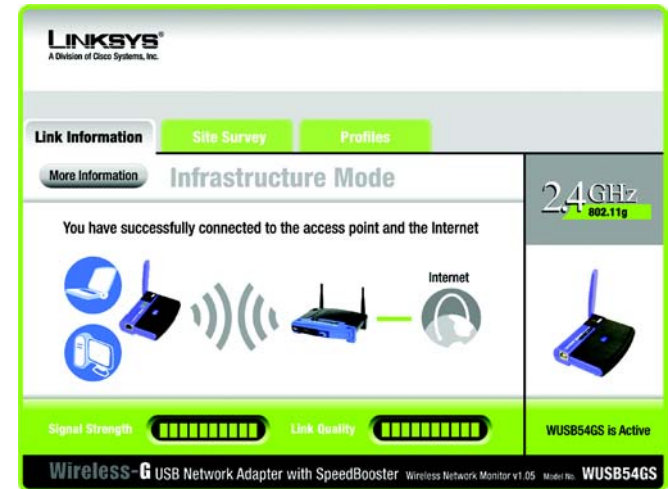 LINKSYS®
A Division of Cisco Systems, Inc.
Link Information
Site Survey
Profiles
More Information
Infrastructure Mode
2.4GHz
802.11g
You have successfully connected to the access point and the Internet
Internet
Signal Strength
Link Quality
WUSB54GS is Active
Wireless-G USB Network Adapter with SpeedBooster Wireless Network Monitor v1.05 Model No. WUSB54GS